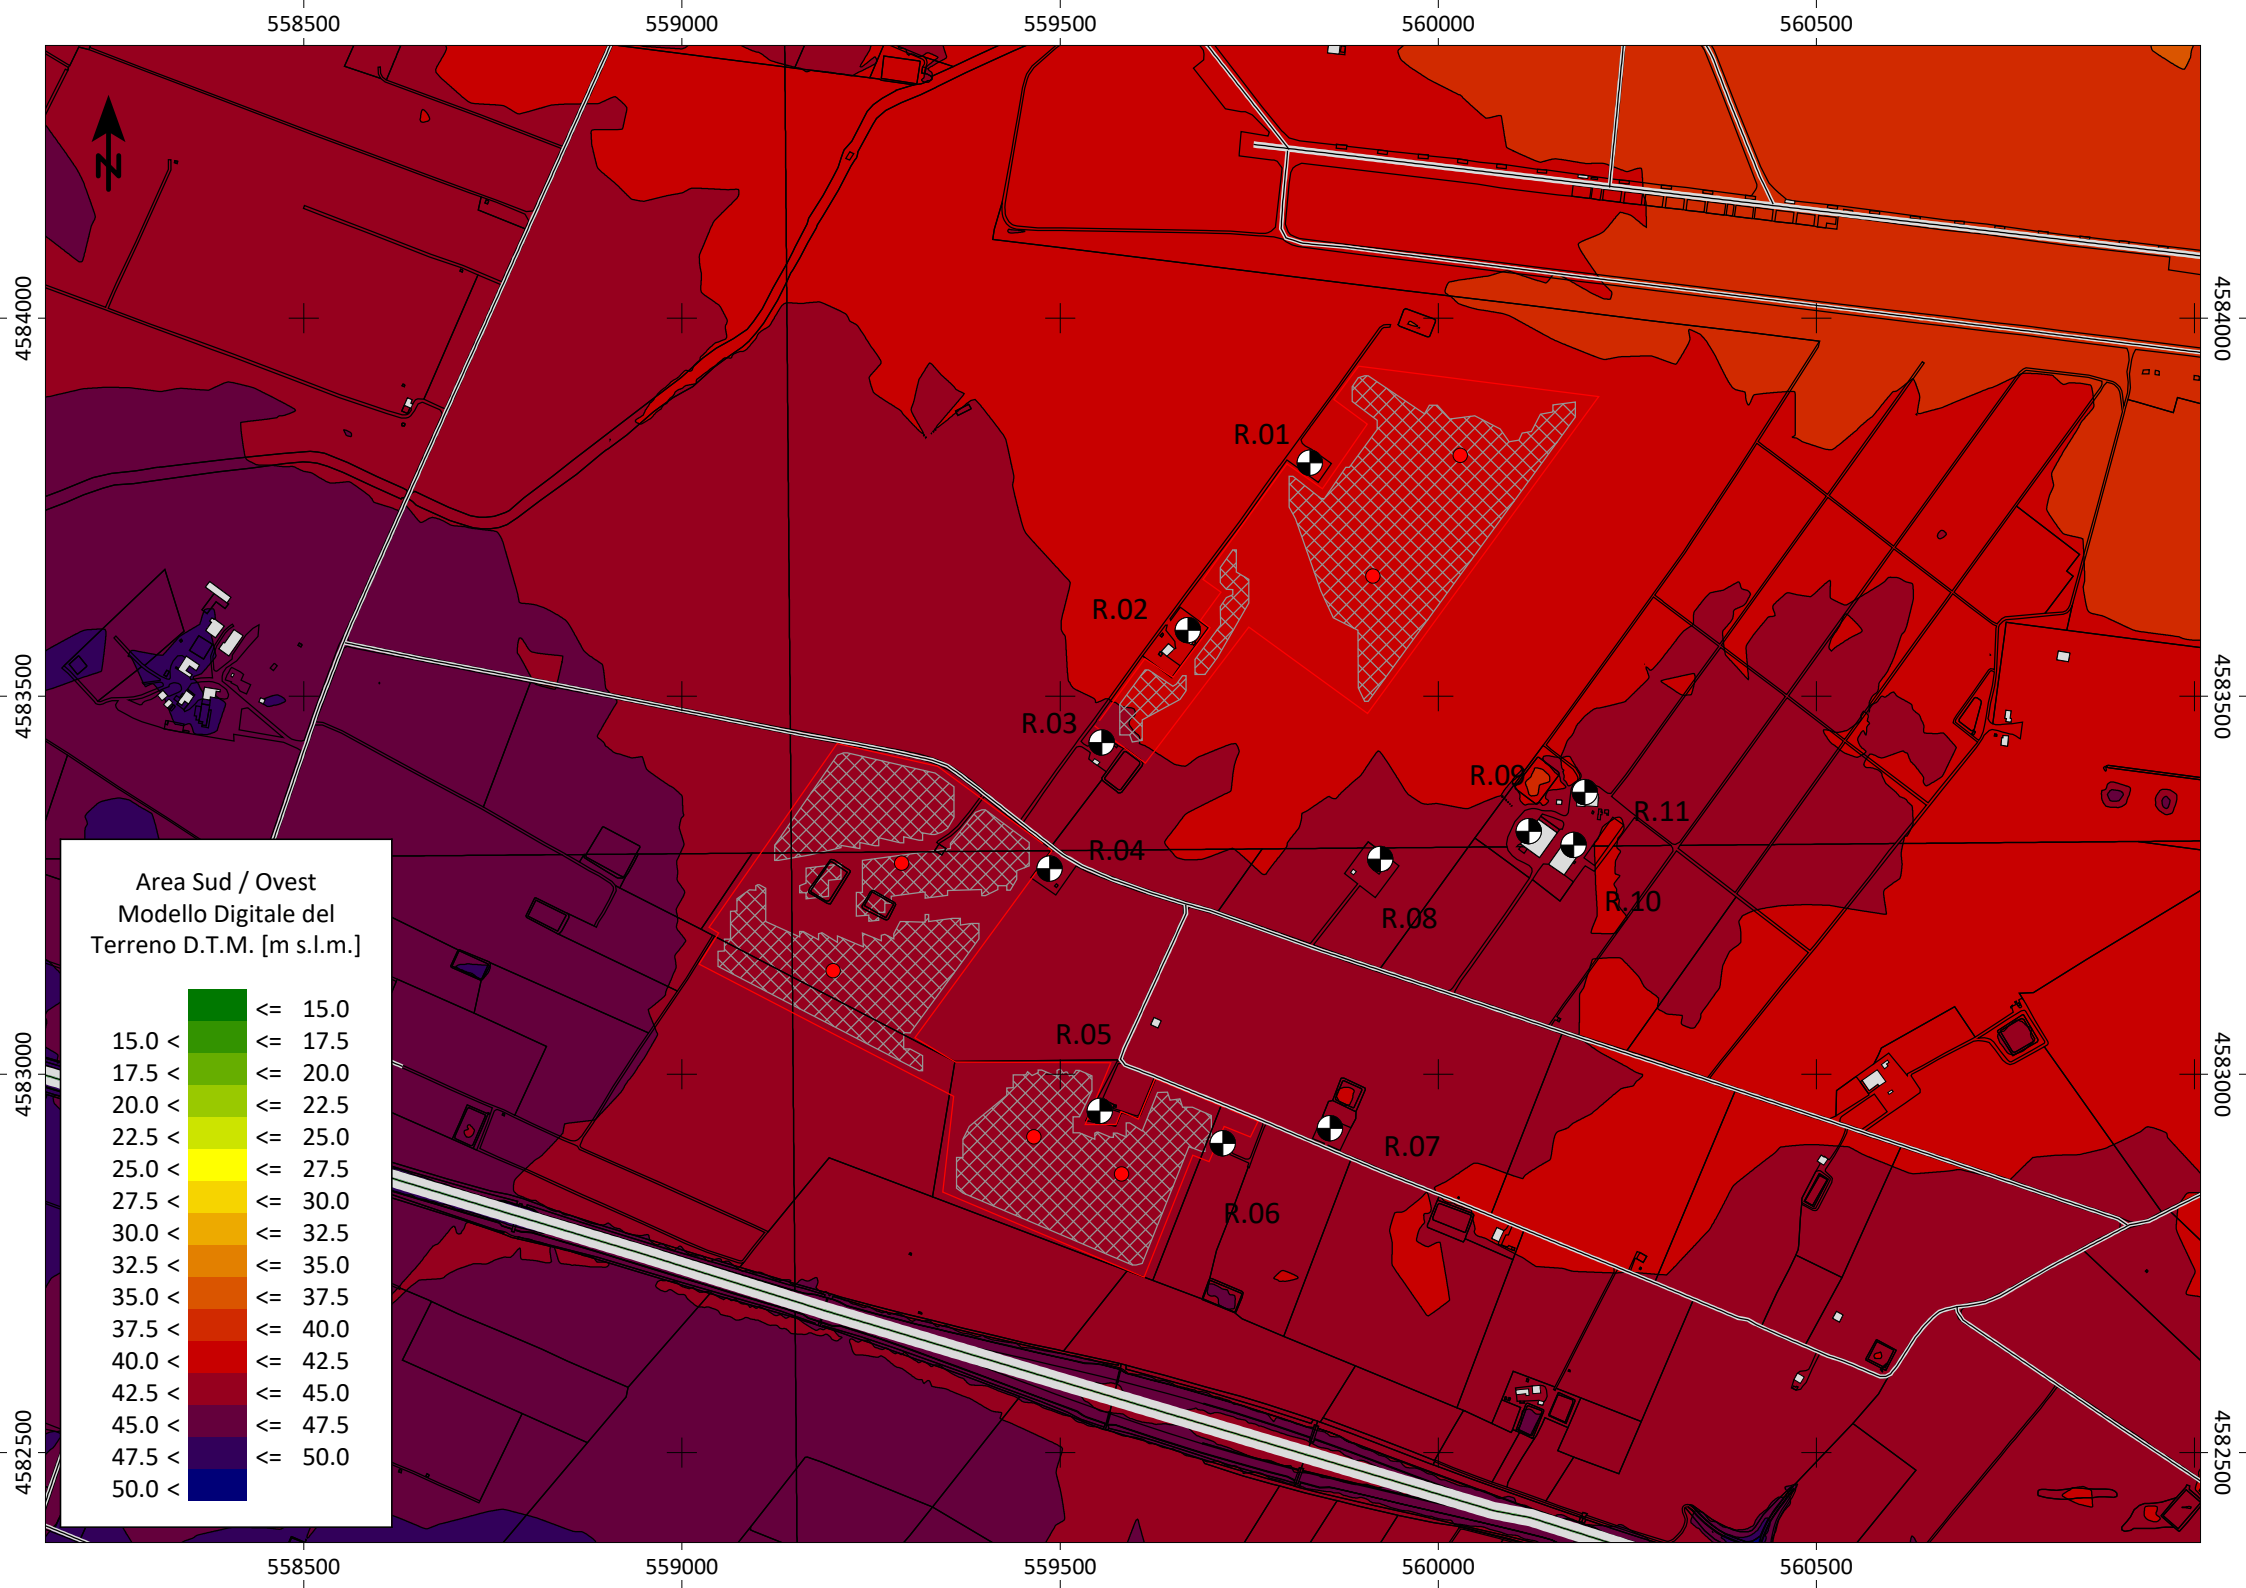 558500 559000 559500 560000 560500
4584000 4584000
N
R.01
R.02
4583500 4583500
R.03
R.09
R.11
R.04
R.10
R.08
R.05
4583000 4583000
R.07
R.06
Area Sud / Ovest
Modello Digitale del
Terreno D.T.M. [m s.l.m.]
<= 15.0
15.0 < <= 17.5
17.5 < <= 20.0
20.0 < <= 22.5
22.5 < <= 25.0
25.0 < <= 27.5
27.5 < <= 30.0
30.0 < <= 32.5
32.5 < <= 35.0
35.0 < <= 37.5
37.5 < <= 40.0
40.0 < <= 42.5
42.5 < <= 45.0
45.0 < <= 47.5
47.5 < <= 50.0
50.0 <
4582500 4582500
558500 559000 559500 560000 560500